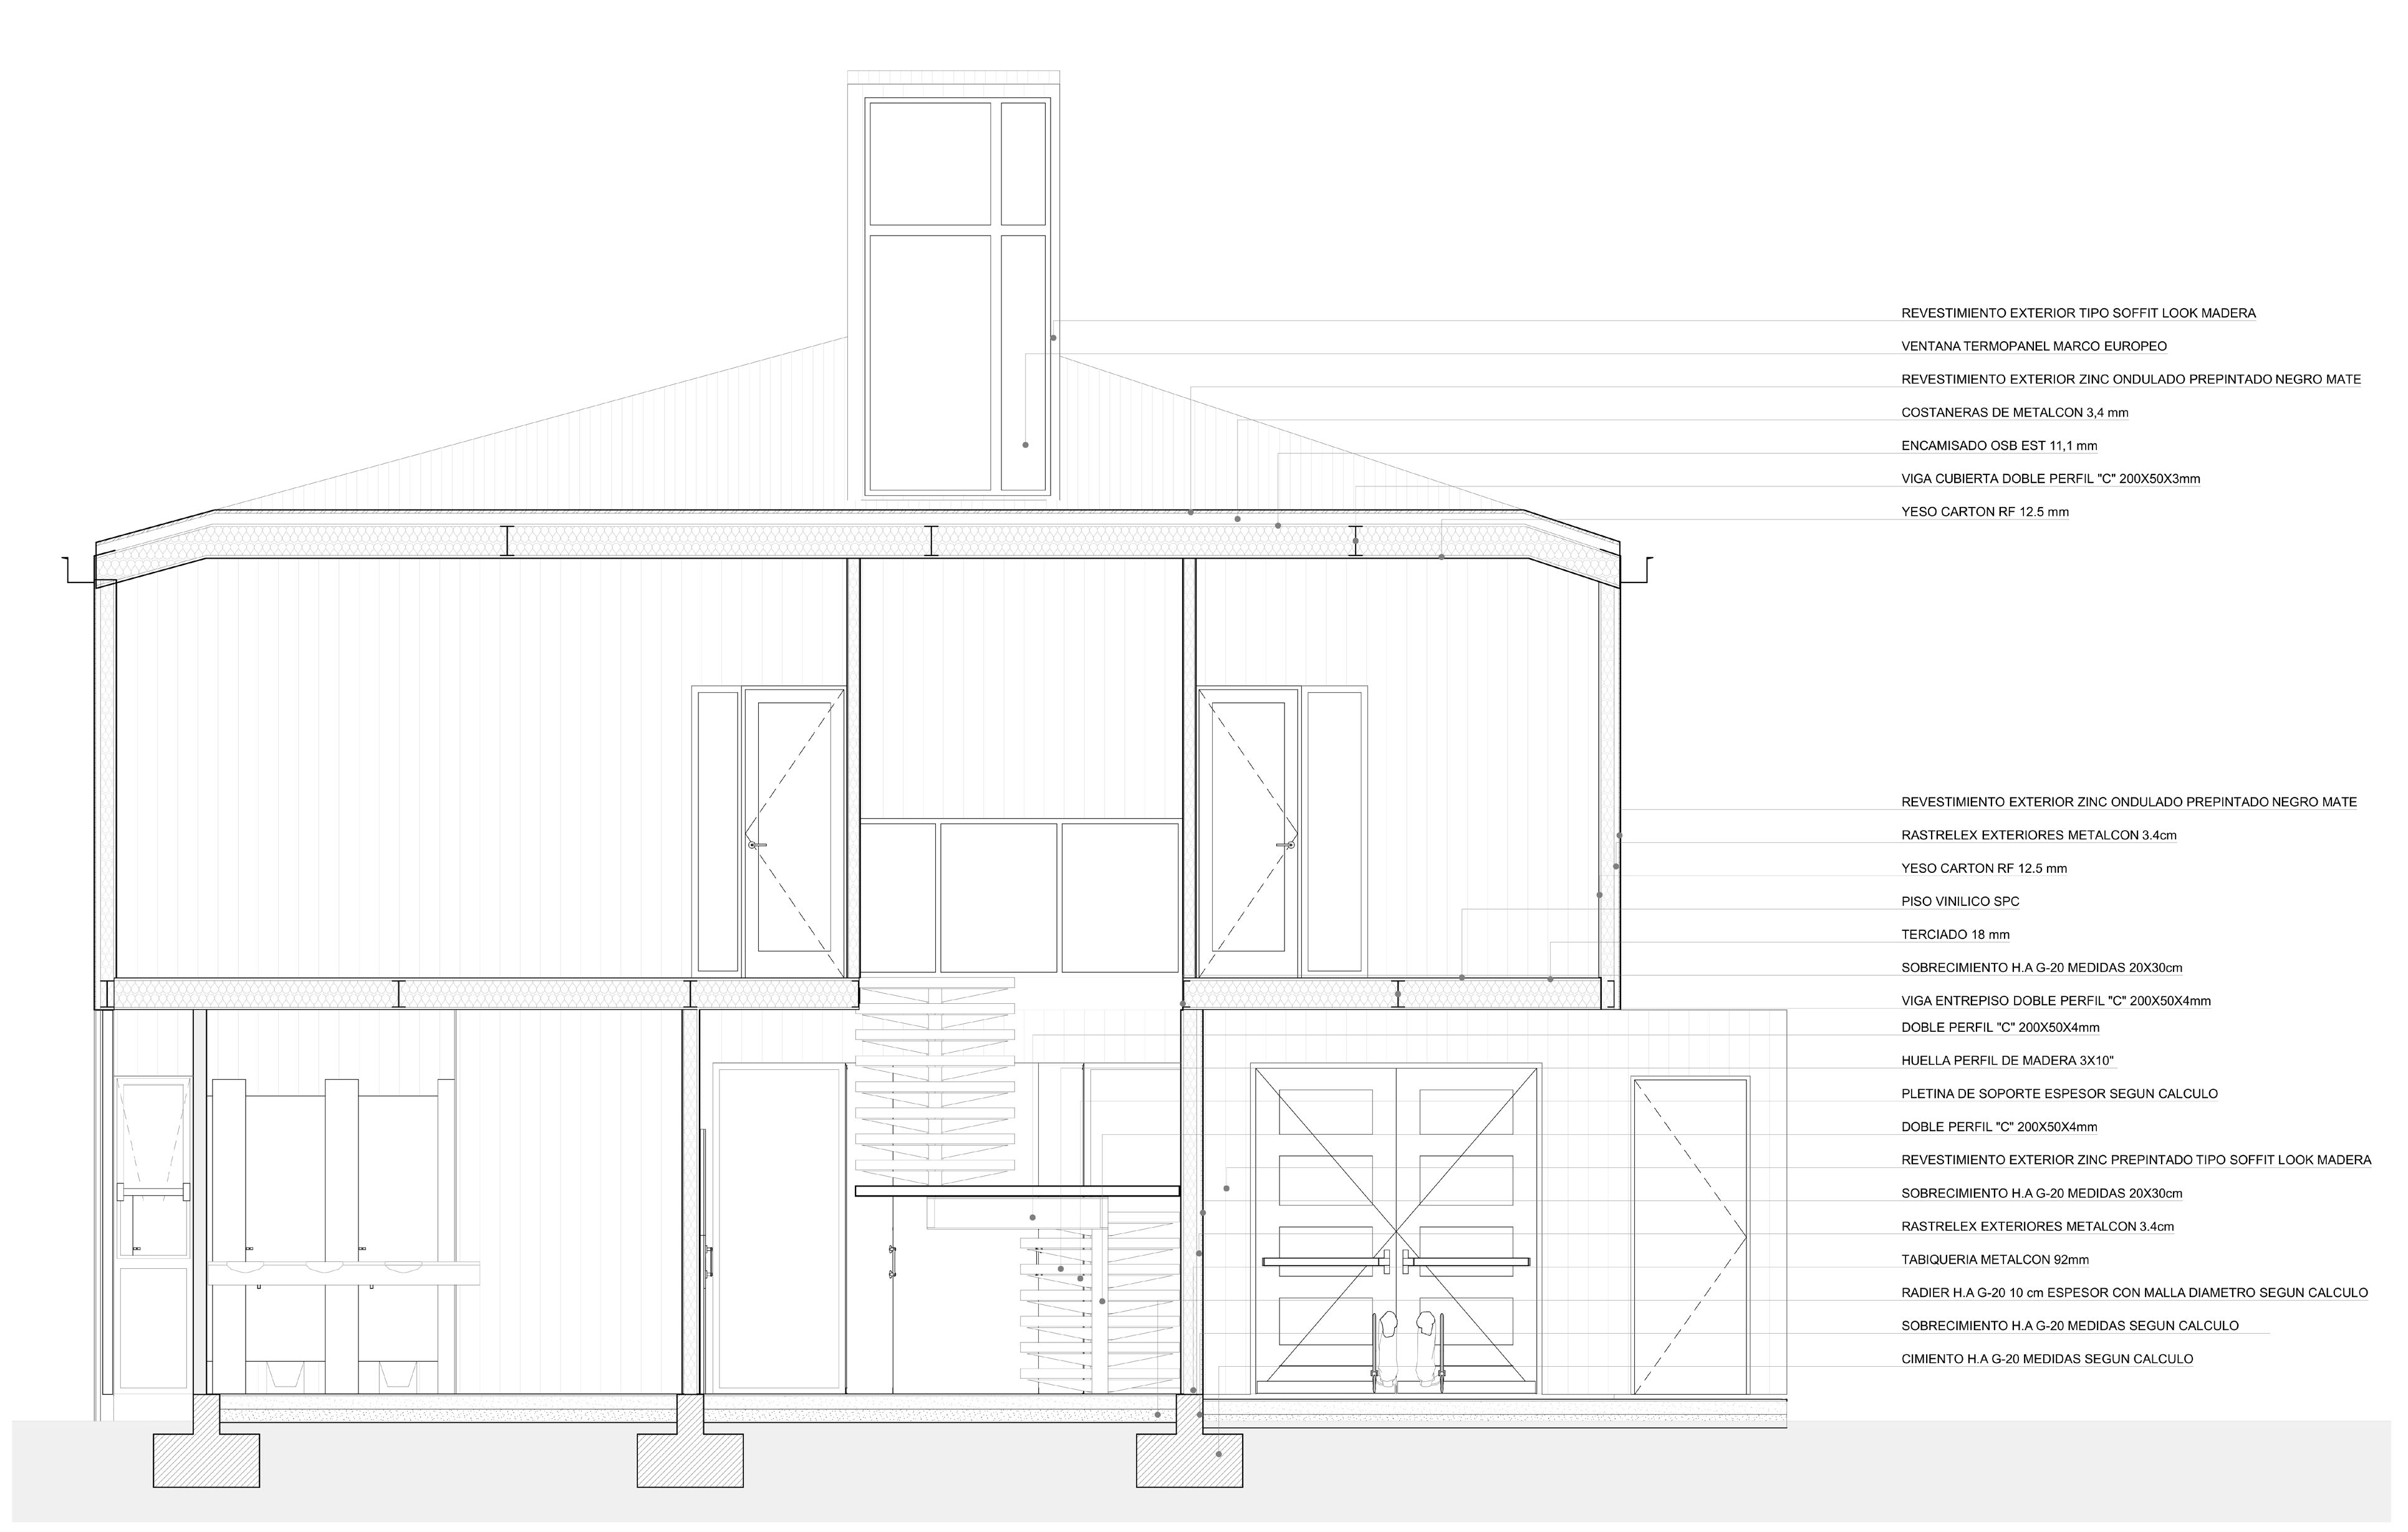 REVESTIMIENTO EXTERIOR TIPO SOFFIT LOOK MADERA
VENTANA TERMOPANEL MARCO EUROPEO
REVESTIMIENTO EXTERIOR ZINC ONDULADO PREPINTADO NEGRO MATE
COSTANERAS DE METALCON 3,4 mm
ENCAMISADO OSB EST 11,1 mm
VIGA CUBIERTA DOBLE PERFIL "C" 200X50X3mm
YESO CARTON RF 12.5 mm
REVESTIMIENTO EXTERIOR ZINC ONDULADO PREPINTADO NEGRO MATE
RASTRELEX EXTERIORES METALCON 3.4cm
YESO CARTON RF 12.5 mm
PISO VINILICO SPC
TERCIADO 18 mm
SOBRECIMIENTO H.A G-20 MEDIDAS 20X30cm
VIGA ENTREPISO DOBLE PERFIL "C" 200X50X4mm
DOBLE PERFIL "C" 200X50X4mm
HUELLA PERFIL DE MADERA 3X10"
PLETINA DE SOPORTE ESPESOR SEGUN CALCULO
DOBLE PERFIL "C" 200X50X4mm
REVESTIMIENTO EXTERIOR ZINC PREPINTADO TIPO SOFFIT LOOK MADERA
SOBRECIMIENTO H.A G-20 MEDIDAS 20X30cm
RASTRELEX EXTERIORES METALCON 3.4cm
TABIQUERIA METALCON 92mm
RADIER H.A G-20 10 cm ESPESOR CON MALLA DIAMETRO SEGUN CALCULO
SOBRECIMIENTO H.A G-20 MEDIDAS SEGUN CALCULO
CIMIENTO H.A G-20 MEDIDAS SEGUN CALCULO